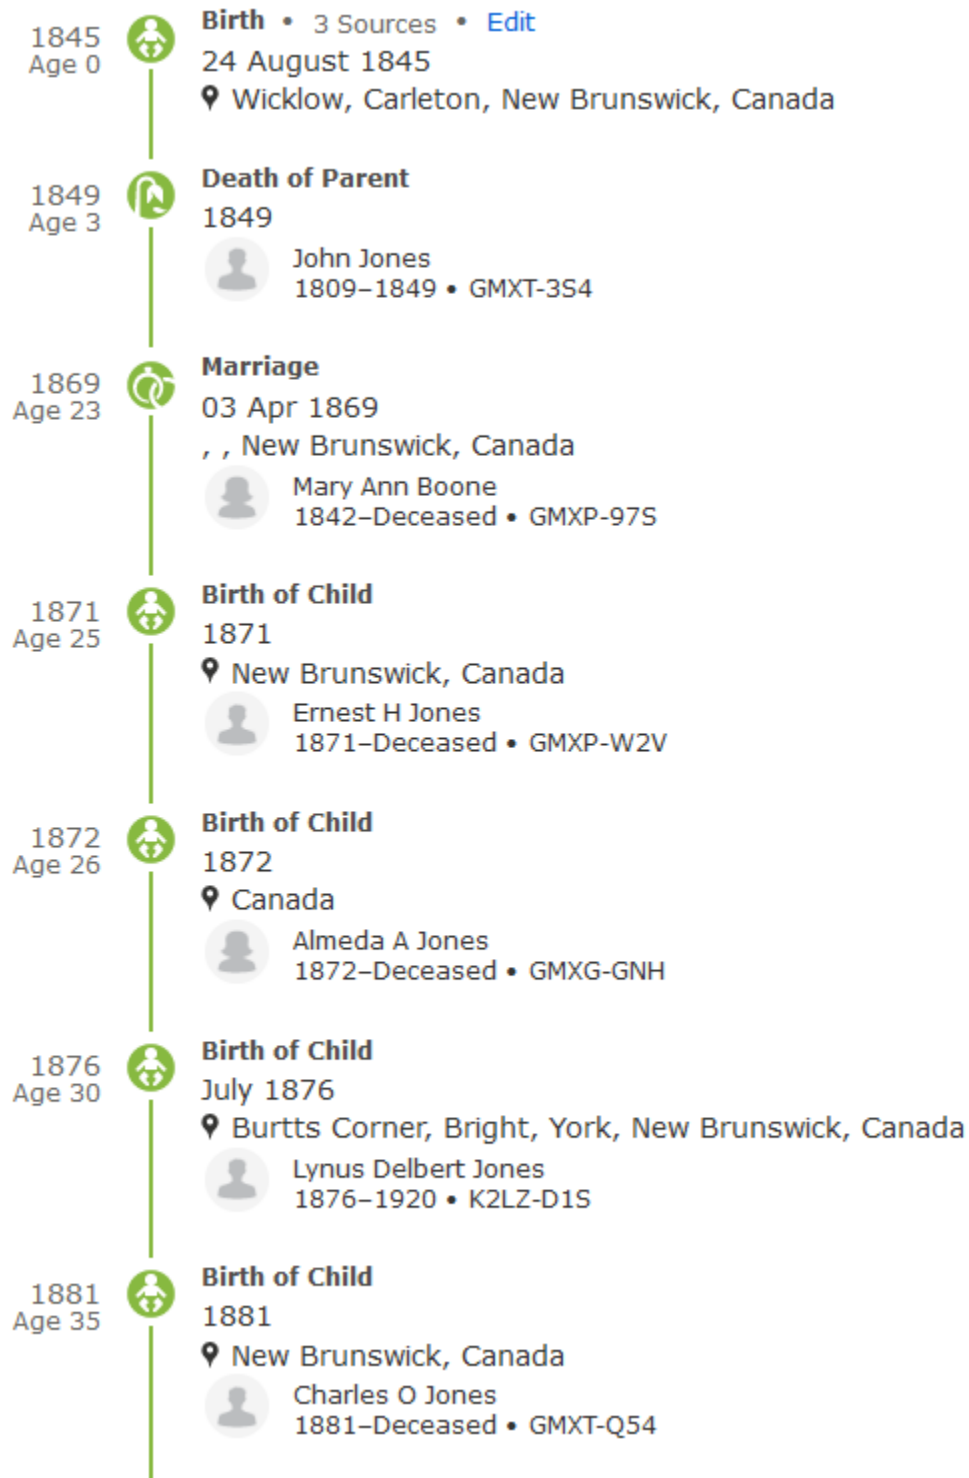 1845
Age 0
Birth • 3 Sources • Edit
24 August 1845
Wicklow, Carleton, New Brunswick, Canada
1849
Age 3
Death of Parent
1849
John Jones
1809–1849 • GMXT-3S4
1869
Age 23
Marriage
03 Apr 1869
, , New Brunswick, Canada
Mary Ann Boone
1842–Deceased • GMXP-97S
1871
Age 25
Birth of Child
1871
New Brunswick, Canada
Ernest H Jones
1871–Deceased • GMXP-W2V
1872
Age 26
Birth of Child
1872
Canada
Almeda A Jones
1872–Deceased • GMXG-GNH
1876
Age 30
Birth of Child
July 1876
Burtts Corner, Bright, York, New Brunswick, Canada
Lynus Delbert Jones
1876–1920 • K2LZ-D1S
1881
Age 35
Birth of Child
1881
New Brunswick, Canada
Charles O Jones
1881–Deceased • GMXT-Q54